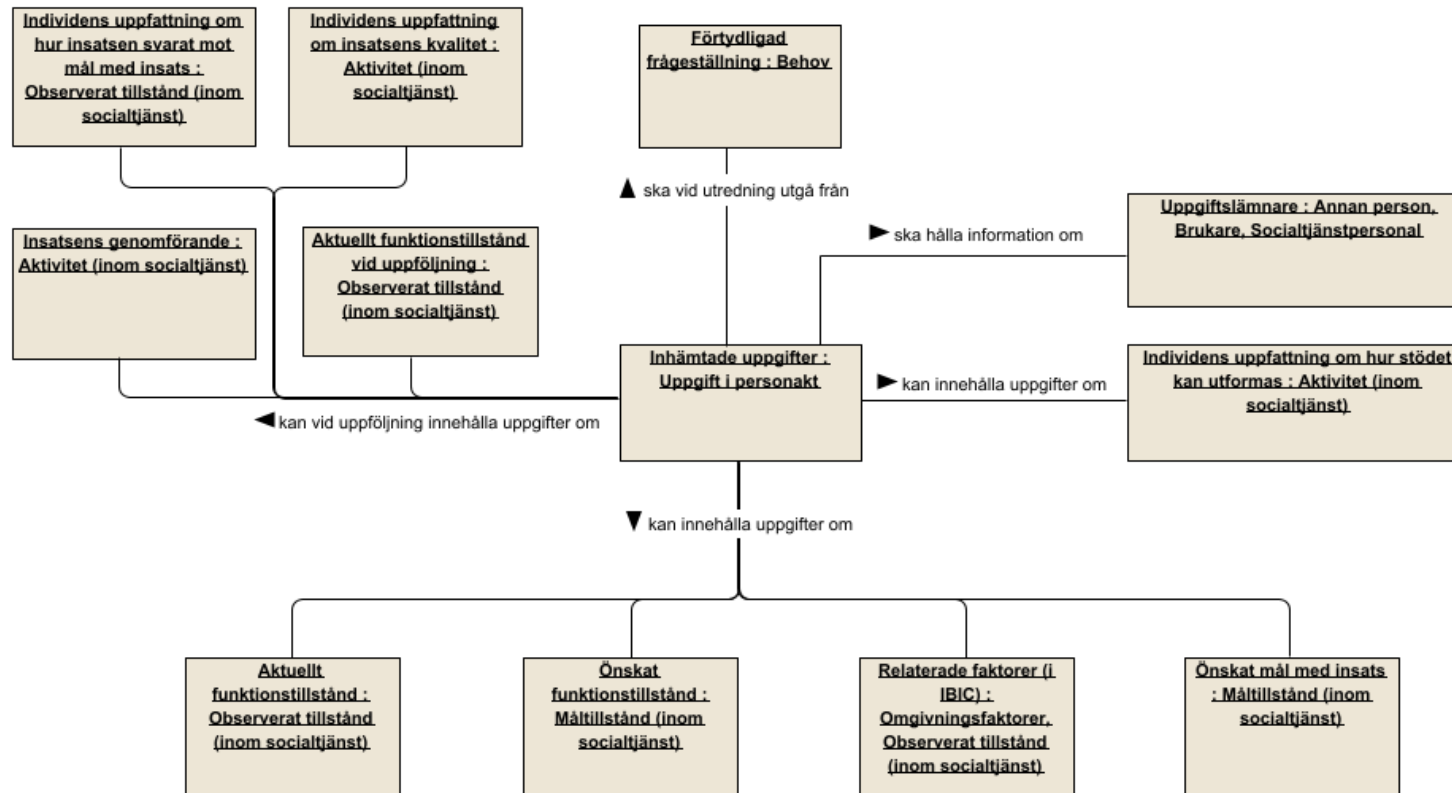 Individens uppfattning om
hur insatsen svarat mot
mål med insats :
Observerat tillstånd (inom
socialtjänst)
Individens uppfattning
om insatsens kvalitet :
Aktivitet (inom
socialtjänst)
Förtydligad
frågeställning : Behov
ska vid utredning utgå från
Uppgiftslämnare : Annan person,
Brukare, Socialtjänstpersonal
ska hålla information om
Insatsens genomförande :
Aktivitet (inom socialtjänst)
Aktuellt funktionstillstånd
vid uppföljning :
Observerat tillstånd
(inom socialtjänst)
Inhämtade uppgifter :
Uppgift i personakt
kan innehålla uppgifter om
Individens uppfattning om hur stödet
kan utformas : Aktivitet (inom
socialtjänst)
kan vid uppföljning innehålla uppgifter om
kan innehålla uppgifter om
Aktuellt
funktionstillstånd :
Observerat tillstånd
(inom socialtjänst)
Önskat
funktionstillstånd :
Måltillstånd (inom
socialtjänst)
Relaterade faktorer (i
IBIC) :
Omgivningsfaktorer,
Observerat tillstånd
(inom socialtjänst)
Önskat mål med insats
: Måltillstånd (inom
socialtjänst)